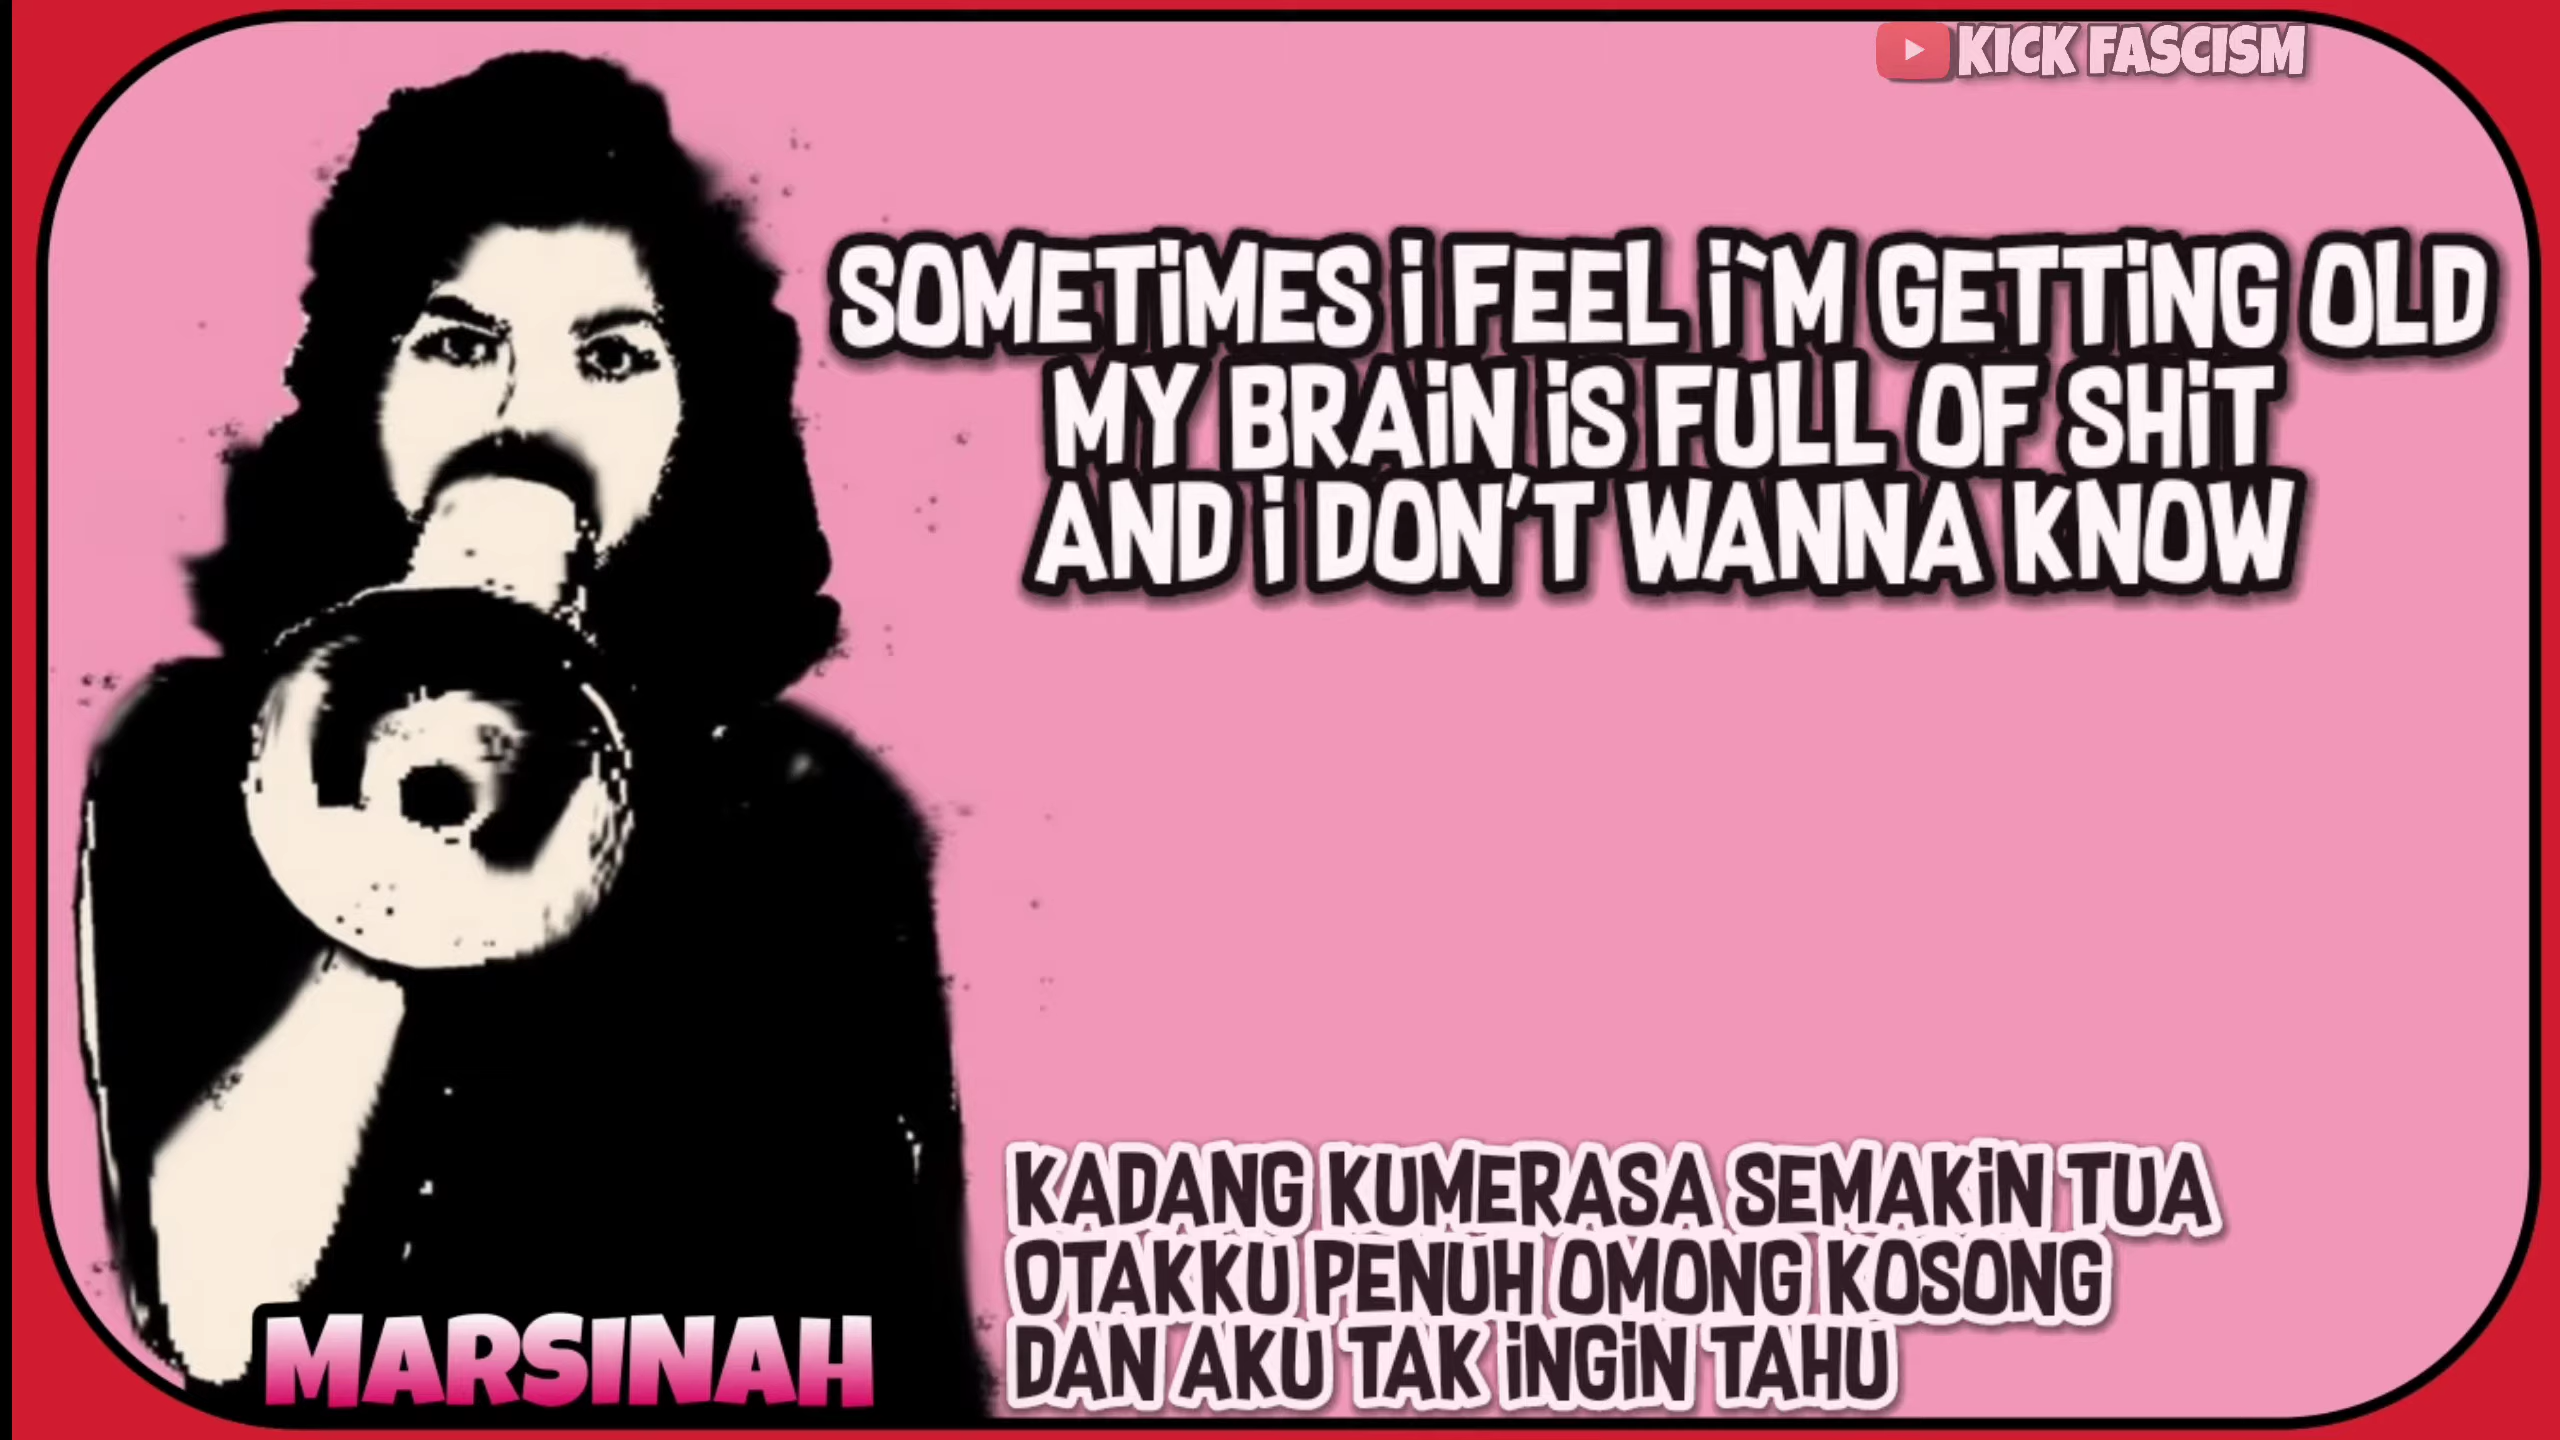 KICK FASCISM
SOMETiMES i FEEL i`M GETTiNG OLD
MY BRAiN iS FULL OF SHiT
AND i DON'T WANNA KNOW
KADANG KUMERASA SEMAKiN TUA
OTAKKU PENUH OMONG KOSONG
DAN AKU TAK iNGiN TAHU
MARSINAH